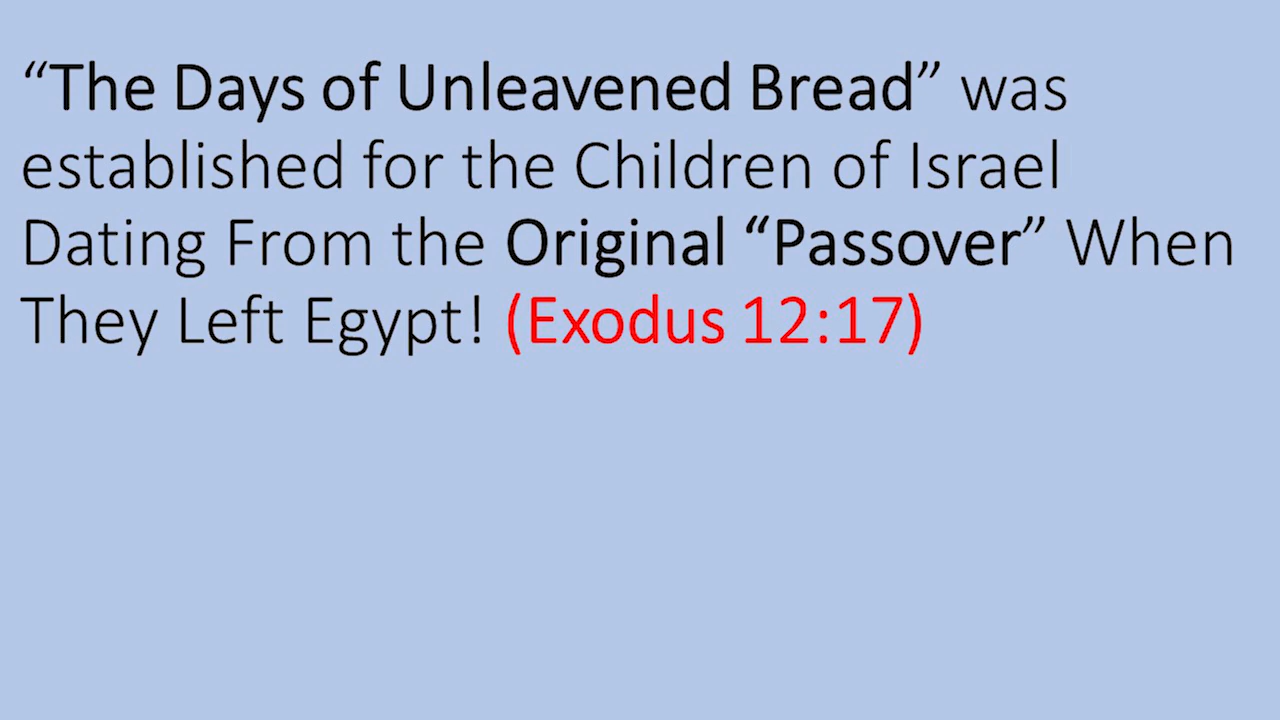 “The Days of Unleavened Bread” was
established for the Children of Israel
Dating From the Original “Passover” When
They Left Egypt! (Exodus 12:17)